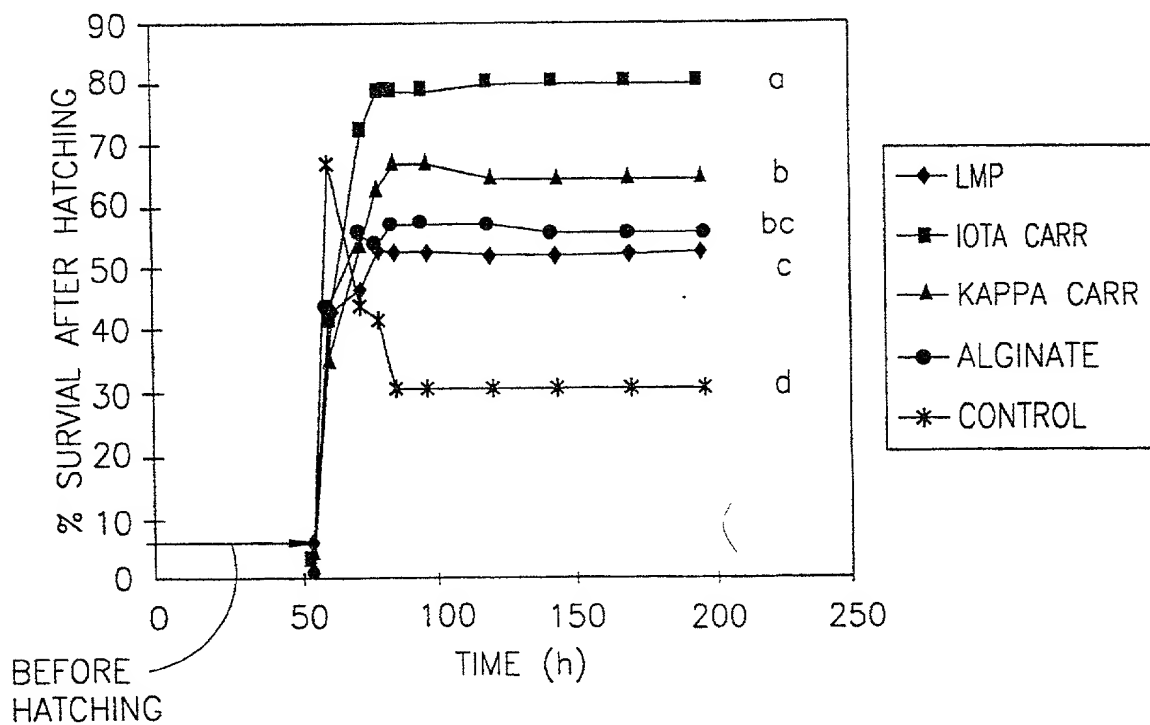 90
80
70
60
50
40
30
20
10
0
% SURVIAL AFTER HATCHING
a
b
bc
c
d
0
50
100
150
200
250
TIME (h)
BEFORE
HATCHING
LMP
IOTA CARR
KAPPA CARR
ALGINATE
CONTROL